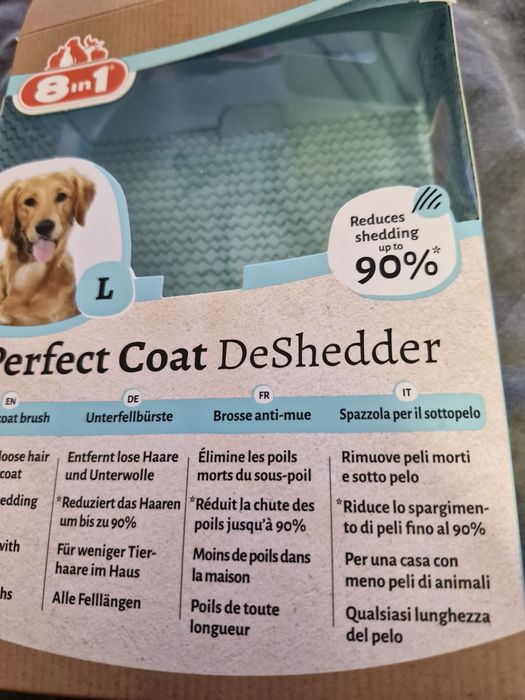 8in1
Reduces
shedding
up to
90%*
L
Perfect Coat DeShedder
EN
DE
FR
IT
coat brush
Unterfellbürste
Brosse anti-mue
Spazzola per il sottopelo
loose hair
coat
edding
with
hs
Entfernt lose Haare
und Unterwolle
*Reduziert das Haaren
um bis zu 90%
Für weniger Tier-
haare im Haus
Alle Felllängen
Élimine les poils
morts du sous-poil
*Réduit la chute des
poils jusqu'à 90%
Moins de poils dans
la maison
Poils de toute
longueur
Rimuove peli morti
e sotto pelo
*Riduce lo spargimen-
to di peli fino al 90%
Per una casa con
meno peli di animali
Qualsiasi lunghezza
del pelo